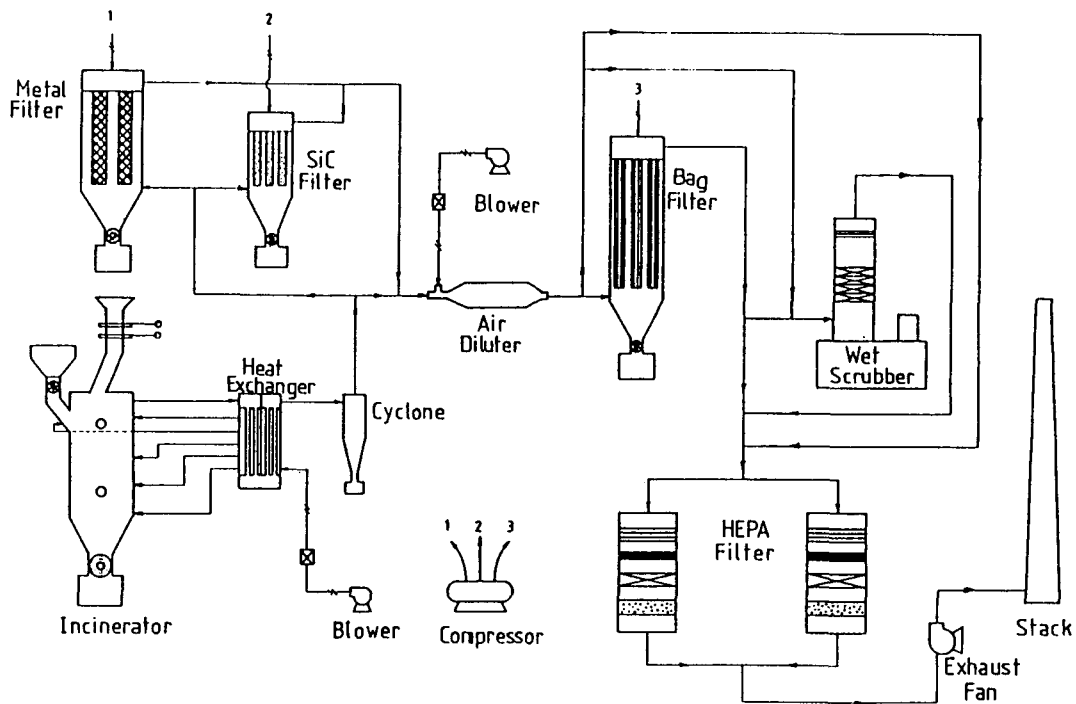 1
2
Metal
Filter
SiC
Filter
Blower
3
Bag
Filter
Air
Diluter
Wet
Scrubber
Heat
Exchanger
Cyclone
Incinerator
Blower
1 2 3
Compressor
HEPA
Filter
Exhaust
Fan
Stack